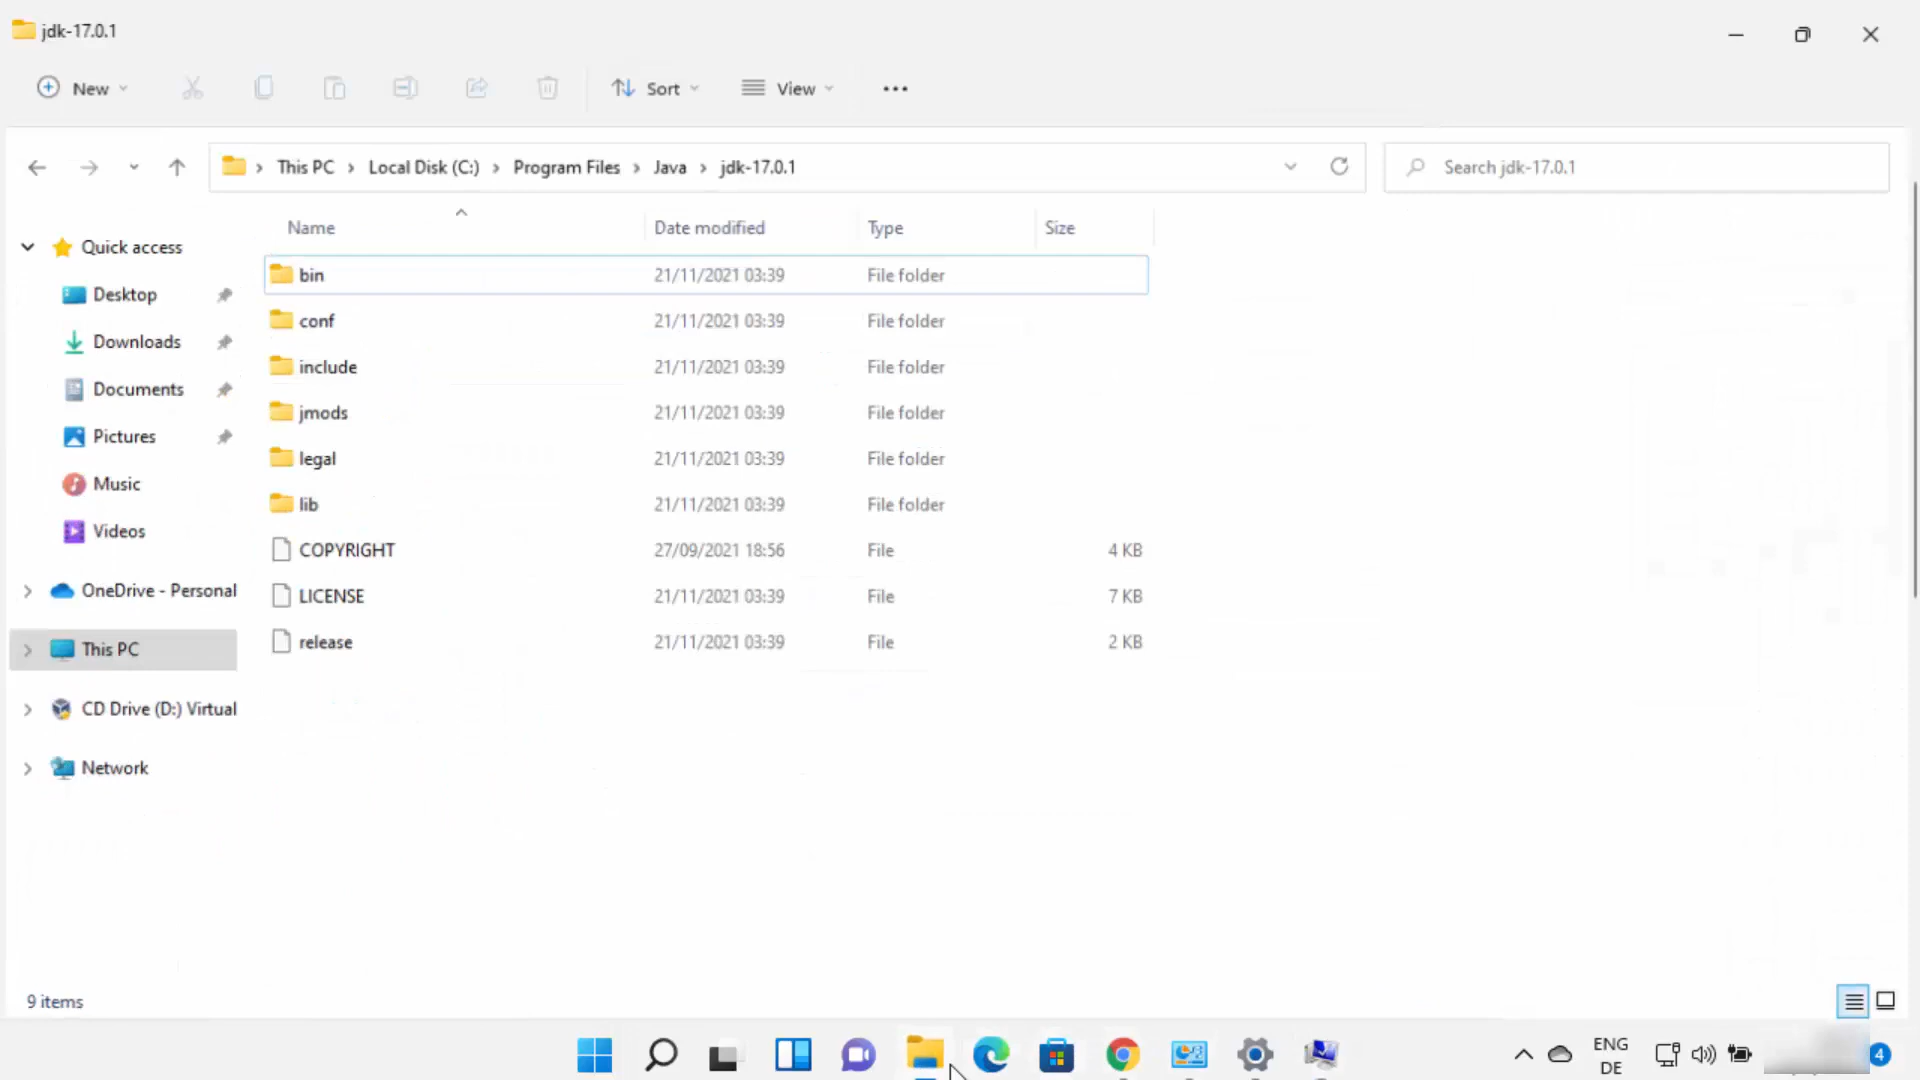 jdk-17.0.1
New Sort View
This PC > Local Disk (C:) > Program Files > Java > jdk-17.0.1
Search jdk-17.0.1
Name Date modified Type Size
Quick access
Desktop
Downloads
Documents
Pictures
Music
Videos
OneDrive - Personal
This PC
CD Drive (D:) Virtual
Network
bin 21/11/2021 03:39 File folder
conf 21/11/2021 03:39 File folder
include 21/11/2021 03:39 File folder
jmods 21/11/2021 03:39 File folder
legal 21/11/2021 03:39 File folder
lib 21/11/2021 03:39 File folder
COPYRIGHT 27/09/2021 18:56 File 4 KB
LICENSE 21/11/2021 03:39 File 7 KB
release 21/11/2021 03:39 File 2 KB
9 items
ENG
DE
4